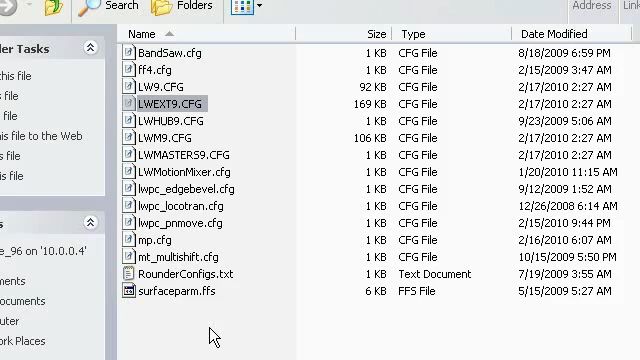 Search Folders Address Link
Name Size Type Date Modified
BandSaw.cfg 1 KB CFG File 8/18/2009 6:59 PM
ff4.cfg 1 KB CFG File 2/15/2009 3:47 AM
LW9.CFG 92 KB CFG File 2/17/2010 2:27 AM
LWEXT9.CFG 169 KB CFG File 2/17/2010 2:27 AM
LWHUB9.CFG 1 KB CFG File 9/23/2009 5:06 AM
LWM9.CFG 106 KB CFG File 2/17/2010 2:27 AM
LWMASTERS9.CFG 1 KB CFG File 2/17/2010 2:27 AM
LWMotionMixer.cfg 1 KB CFG File 1/20/2010 11:15 AM
lwpc_edgebevel.cfg 1 KB CFG File 9/12/2009 1:52 AM
lwpc_locotran.cfg 1 KB CFG File 12/26/2008 6:14 AM
lwpc_pnmove.cfg 1 KB CFG File 2/15/2010 9:44 PM
mp.cfg 1 KB CFG File 2/16/2010 6:07 AM
mt_multishift.cfg 1 KB CFG File 10/15/2009 5:50 PM
RounderConfigs.txt 1 KB Text Document 7/19/2009 3:55 AM
surfaceparm.ffs 6 KB FFS File 5/15/2009 5:27 AM
lder Tasks
his file
file
file
his file to the Web
is file
is file
s
e_96 on '10.0.0.4'
ments
ocuments
uter
ork Places